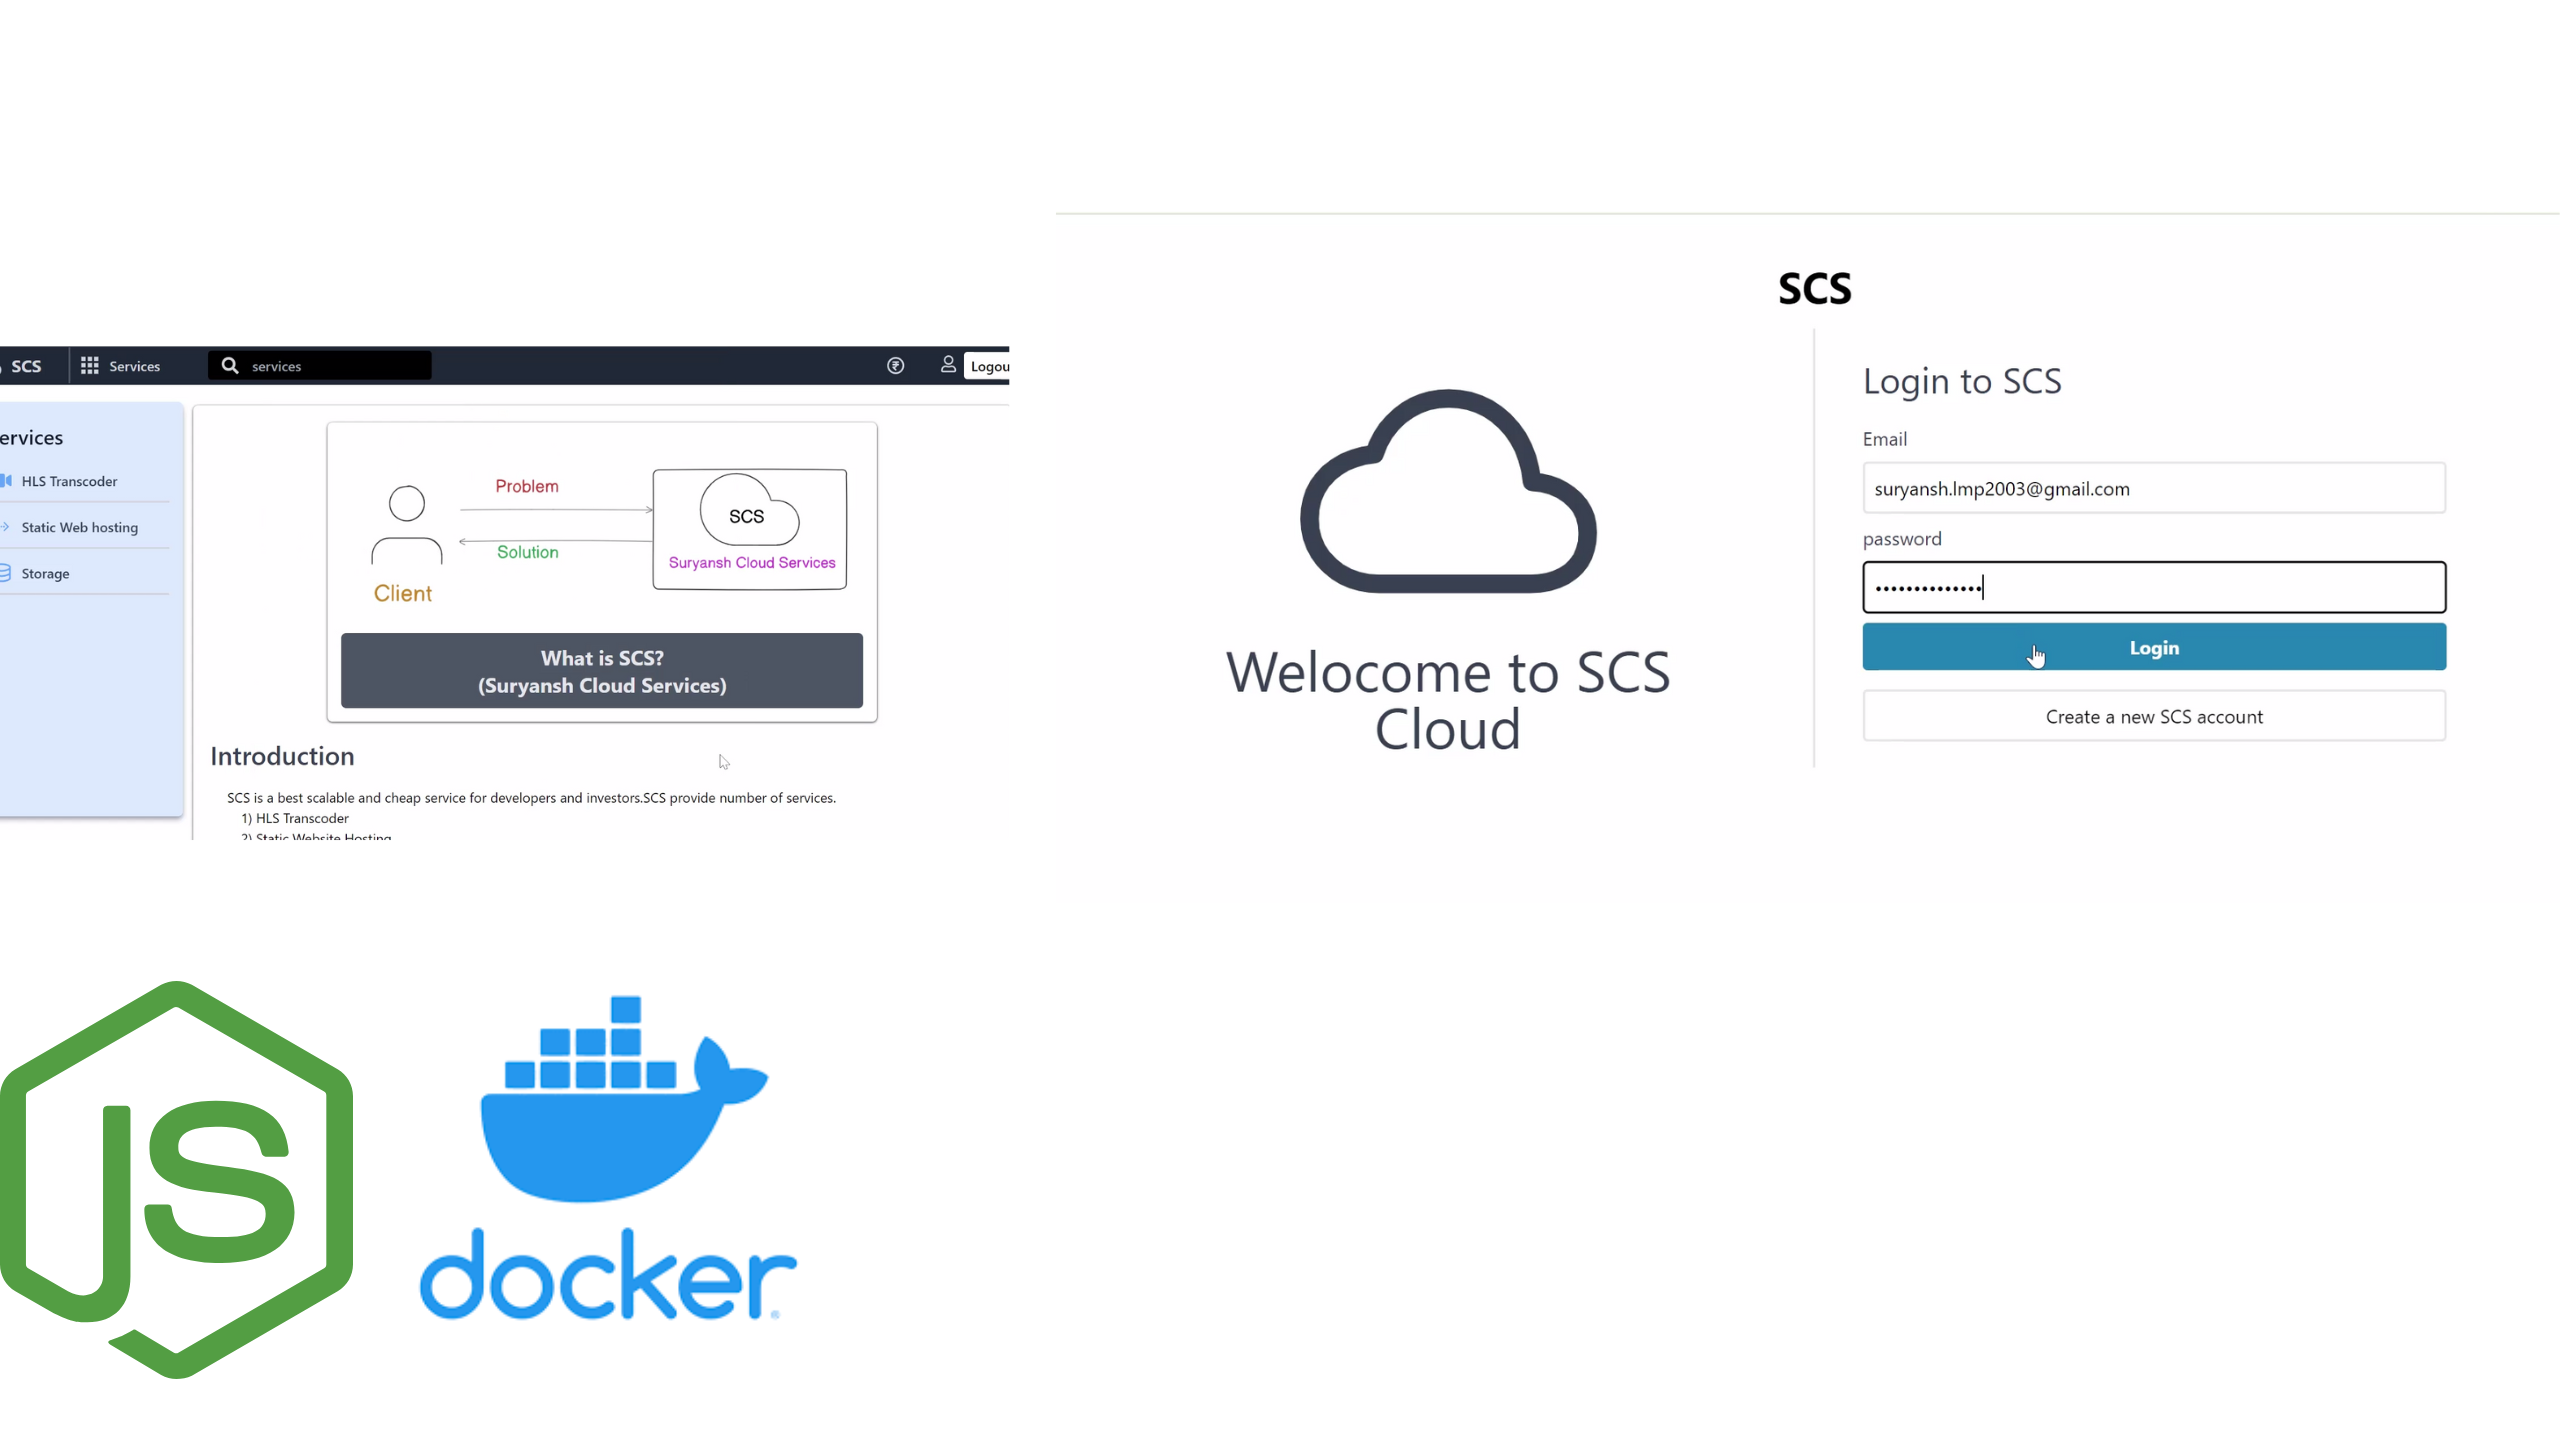 SCS
Services
services
Logou
ervices
HLS Transcoder
Static Web hosting
Storage
Problem
Solution
Client
SCS
Suryansh Cloud Services
What is SCS?
(Suryansh Cloud Services)
Introduction
SCS is a best scalable and cheap service for developers and investors.SCS provide number of services.
1) HLS Transcoder
2) Static Website Hosting
SCS
Welocome to SCS
Cloud
Login to SCS
Email
suryansh.lmp2003@gmail.com
password
Login
Create a new SCS account
JS
docker